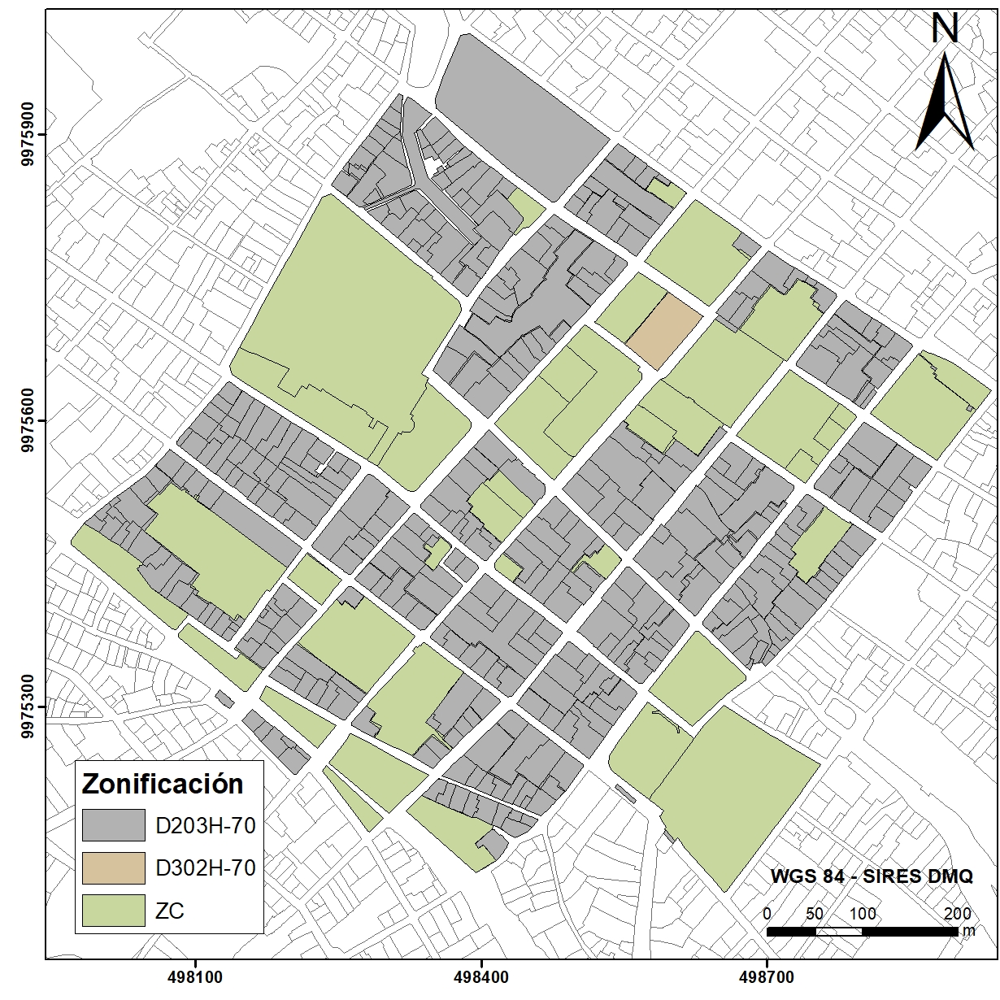 N
9975900
9975600
9975300
Zonificación
D203H-70
D302H-70
ZC
WGS 84 - SIRES DMQ
0 50 100 200
m
498100 498400 498700